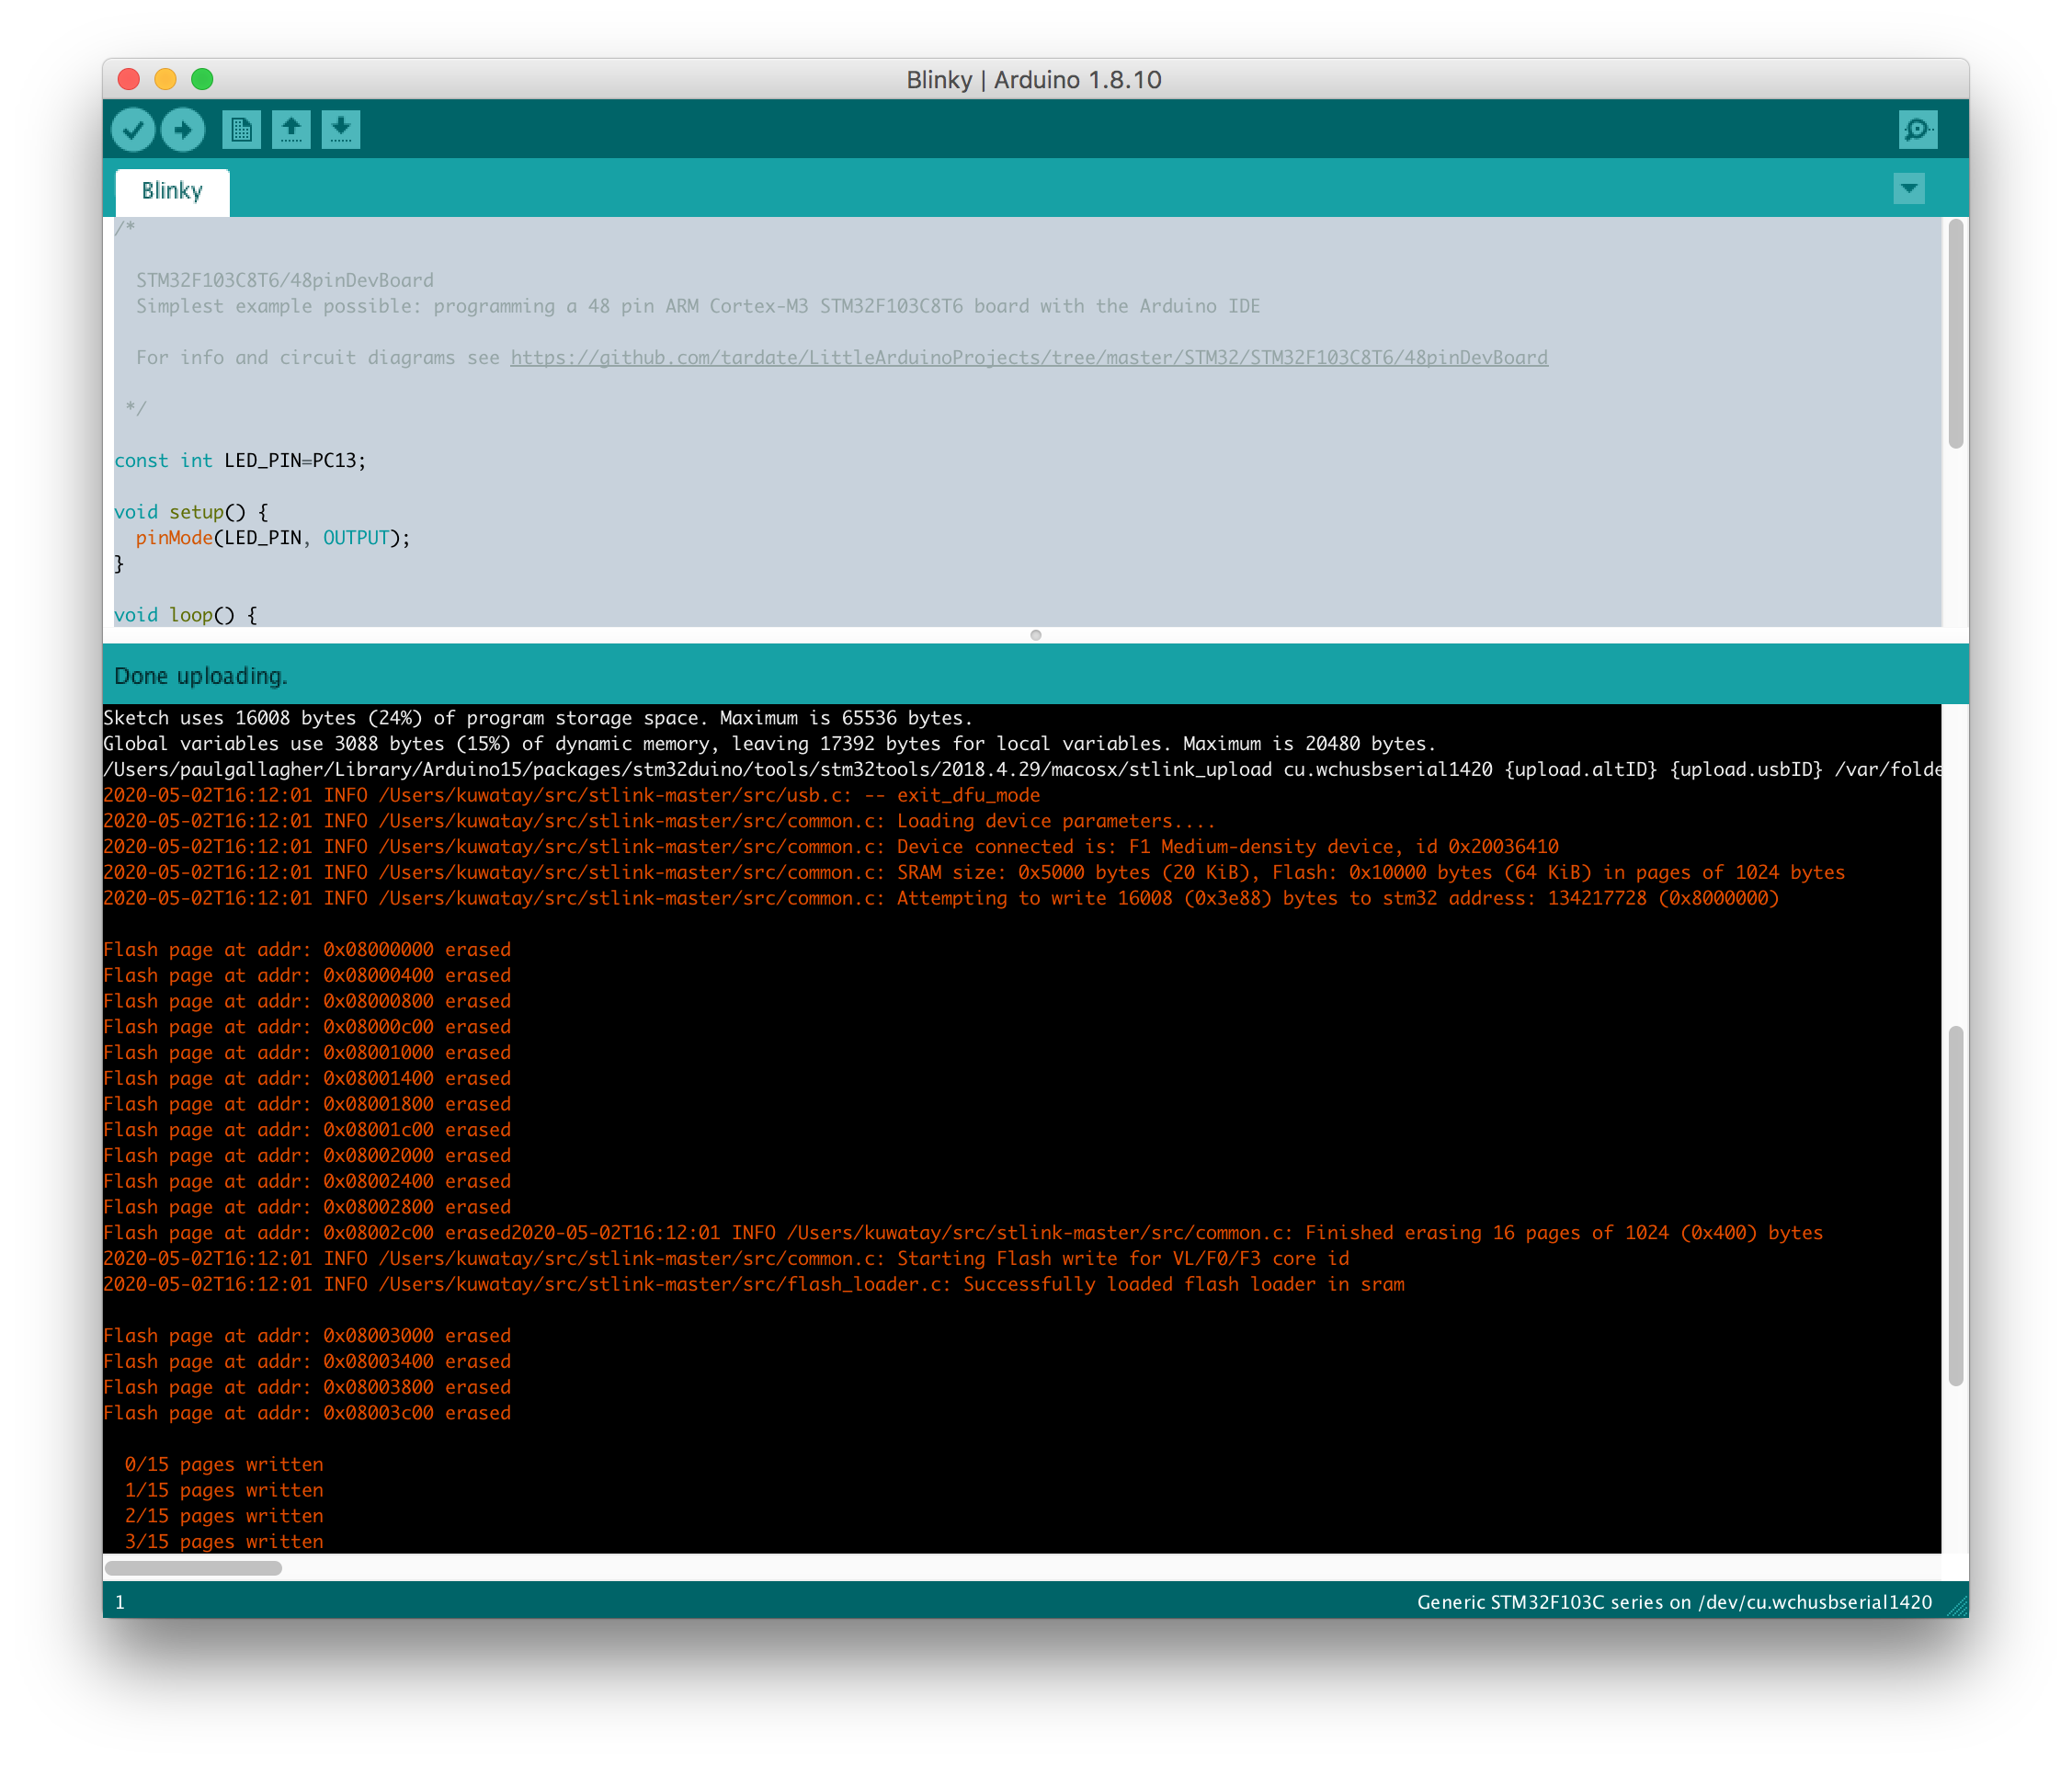 Blinky | Arduino 1.8.10
Blinky
/*
STM32F103C8T6/48pinDevBoard
Simplest example possible: programming a 48 pin ARM Cortex-M3 STM32F103C8T6 board with the Arduino IDE
For info and circuit diagrams see https://github.com/tardate/LittleArduinoProjects/tree/master/STM32/STM32F103C8T6/48pinDevBoard
*/
const int LED_PIN=PC13;
void setup() {
pinMode(LED_PIN, OUTPUT);
}
void loop() {
Done uploading.
Sketch uses 16008 bytes (24%) of program storage space. Maximum is 65536 bytes.
Global variables use 3088 bytes (15%) of dynamic memory, leaving 17392 bytes for local variables. Maximum is 20480 bytes.
/Users/paulgallagher/Library/Arduino15/packages/stm32duino/tools/stm32tools/2018.4.29/macosx/stlink_upload cu.wchusbserial1420 {upload.altID} {upload.usbID} /var/folde
2020-05-02T16:12:01 INFO /Users/kuwatay/src/stlink-master/src/usb.c: -- exit_dfu_mode
2020-05-02T16:12:01 INFO /Users/kuwatay/src/stlink-master/src/common.c: Loading device parameters....
2020-05-02T16:12:01 INFO /Users/kuwatay/src/stlink-master/src/common.c: Device connected is: F1 Medium-density device, id 0x20036410
2020-05-02T16:12:01 INFO /Users/kuwatay/src/stlink-master/src/common.c: SRAM size: 0x5000 bytes (20 KiB), Flash: 0x10000 bytes (64 KiB) in pages of 1024 bytes
2020-05-02T16:12:01 INFO /Users/kuwatay/src/stlink-master/src/common.c: Attempting to write 16008 (0x3e88) bytes to stm32 address: 134217728 (0x8000000)
Flash page at addr: 0x08000000 erased
Flash page at addr: 0x08000400 erased
Flash page at addr: 0x08000800 erased
Flash page at addr: 0x08000c00 erased
Flash page at addr: 0x08001000 erased
Flash page at addr: 0x08001400 erased
Flash page at addr: 0x08001800 erased
Flash page at addr: 0x08001c00 erased
Flash page at addr: 0x08002000 erased
Flash page at addr: 0x08002400 erased
Flash page at addr: 0x08002800 erased
Flash page at addr: 0x08002c00 erased2020-05-02T16:12:01 INFO /Users/kuwatay/src/stlink-master/src/common.c: Finished erasing 16 pages of 1024 (0x400) bytes
2020-05-02T16:12:01 INFO /Users/kuwatay/src/stlink-master/src/common.c: Starting Flash write for VL/F0/F3 core id
2020-05-02T16:12:01 INFO /Users/kuwatay/src/stlink-master/src/flash_loader.c: Successfully loaded flash loader in sram
Flash page at addr: 0x08003000 erased
Flash page at addr: 0x08003400 erased
Flash page at addr: 0x08003800 erased
Flash page at addr: 0x08003c00 erased
0/15 pages written
1/15 pages written
2/15 pages written
3/15 pages written
1
Generic STM32F103C series on /dev/cu.wchusbserial1420